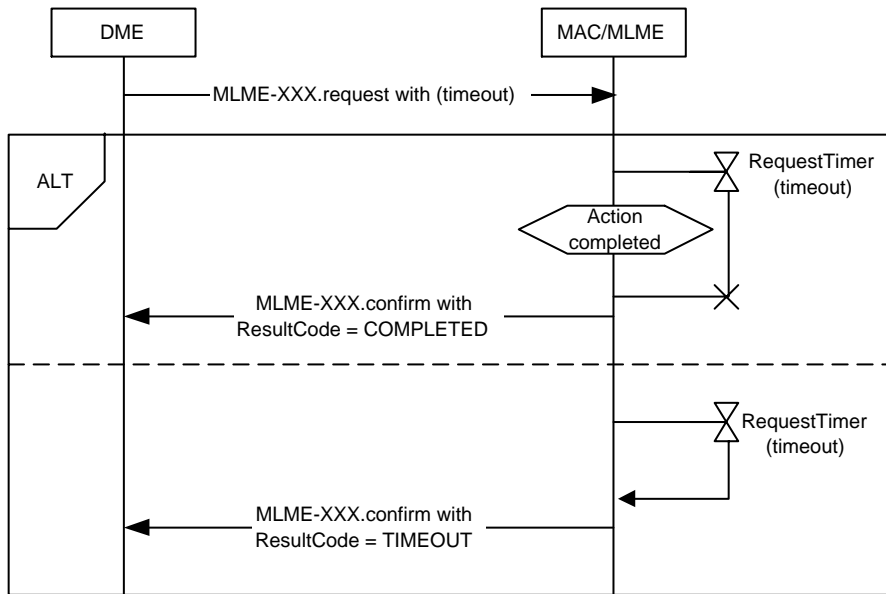 DME
MAC/MLME
MLME-XXX.request with (timeout)
ALT
RequestTimer
(timeout)
Action
completed
MLME-XXX.confirm with
ResultCode = COMPLETED
RequestTimer
(timeout)
MLME-XXX.confirm with
ResultCode = TIMEOUT